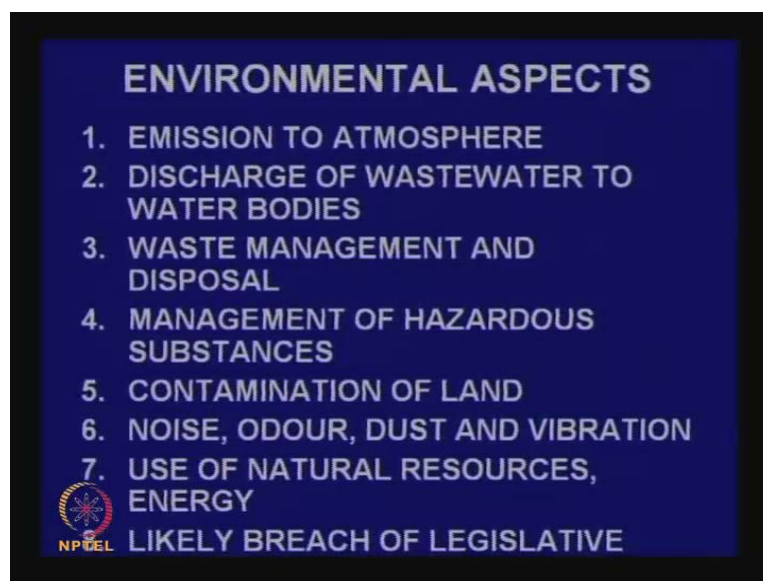 ENVIRONMENTAL ASPECTS
1. EMISSION TO ATMOSPHERE
2. DISCHARGE OF WASTEWATER TO
WATER BODIES
3. WASTE MANAGEMENT AND
DISPOSAL
4. MANAGEMENT OF HAZARDOUS
SUBSTANCES
5. CONTAMINATION OF LAND
6. NOISE, ODOUR, DUST AND VIBRATION
7. USE OF NATURAL RESOURCES,
ENERGY
LIKELY BREACH OF LEGISLATIVE
NPTEL